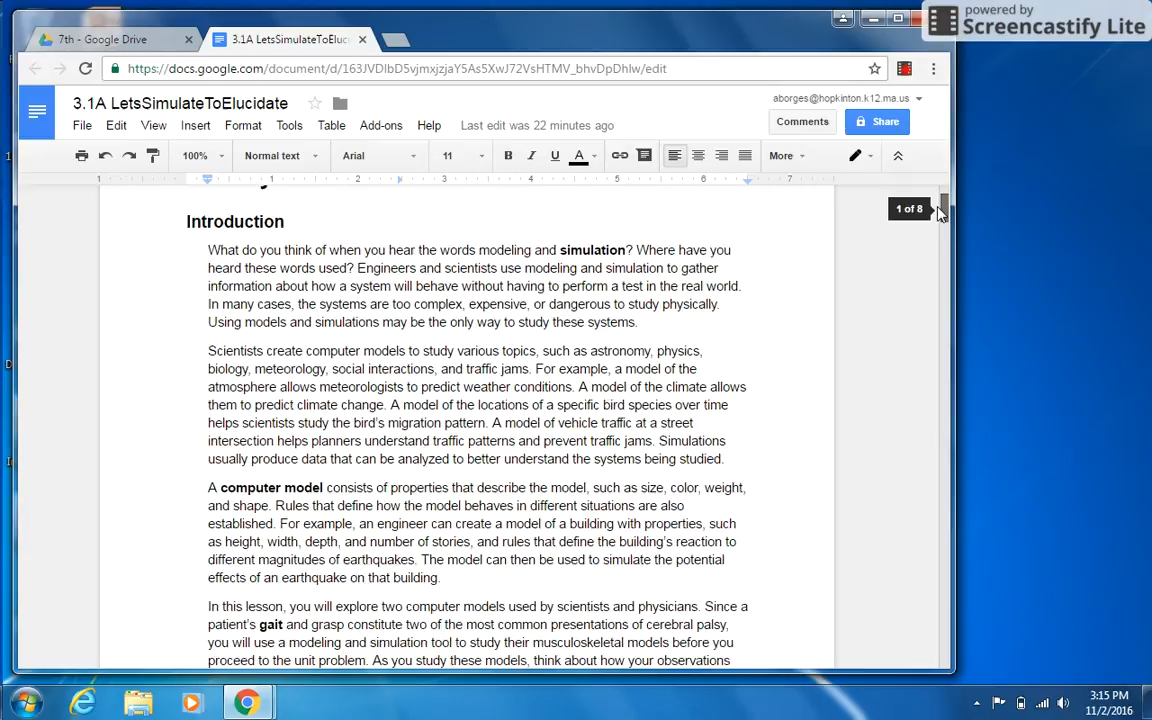 powered by
Screencastify Lite
7th - Google Drive
3.1A LetsSimulateToEluci
https://docs.google.com/document/d/163JVDlbD5vjmxjzjaY5As5XwJ72VsHTMV_bhvDpDhIw/edit
3.1A LetsSimulateToElucidate
aborges@hopkinton.k12.ma.us
File Edit View Insert Format Tools Table Add-ons Help Last edit was 22 minutes ago
Comments Share
100% Normal text Arial 11 B I U A More
1 1 2 3 4 5 6 7
1 of 8
Introduction
What do you think of when you hear the words modeling and simulation? Where have you
heard these words used? Engineers and scientists use modeling and simulation to gather
information about how a system will behave without having to perform a test in the real world.
In many cases, the systems are too complex, expensive, or dangerous to study physically.
Using models and simulations may be the only way to study these systems.
Scientists create computer models to study various topics, such as astronomy, physics,
biology, meteorology, social interactions, and traffic jams. For example, a model of the
atmosphere allows meteorologists to predict weather conditions. A model of the climate allows
them to predict climate change. A model of the locations of a specific bird species over time
helps scientists study the bird's migration pattern. A model of vehicle traffic at a street
intersection helps planners understand traffic patterns and prevent traffic jams. Simulations
usually produce data that can be analyzed to better understand the systems being studied.
A computer model consists of properties that describe the model, such as size, color, weight,
and shape. Rules that define how the model behaves in different situations are also
established. For example, an engineer can create a model of a building with properties, such
as height, width, depth, and number of stories, and rules that define the building's reaction to
different magnitudes of earthquakes. The model can then be used to simulate the potential
effects of an earthquake on that building.
In this lesson, you will explore two computer models used by scientists and physicians. Since a
patient's gait and grasp constitute two of the most common presentations of cerebral palsy,
you will use a modeling and simulation tool to study their musculoskeletal models before you
proceed to the unit problem. As you study these models, think about how your observations
3:15 PM
11/2/2016